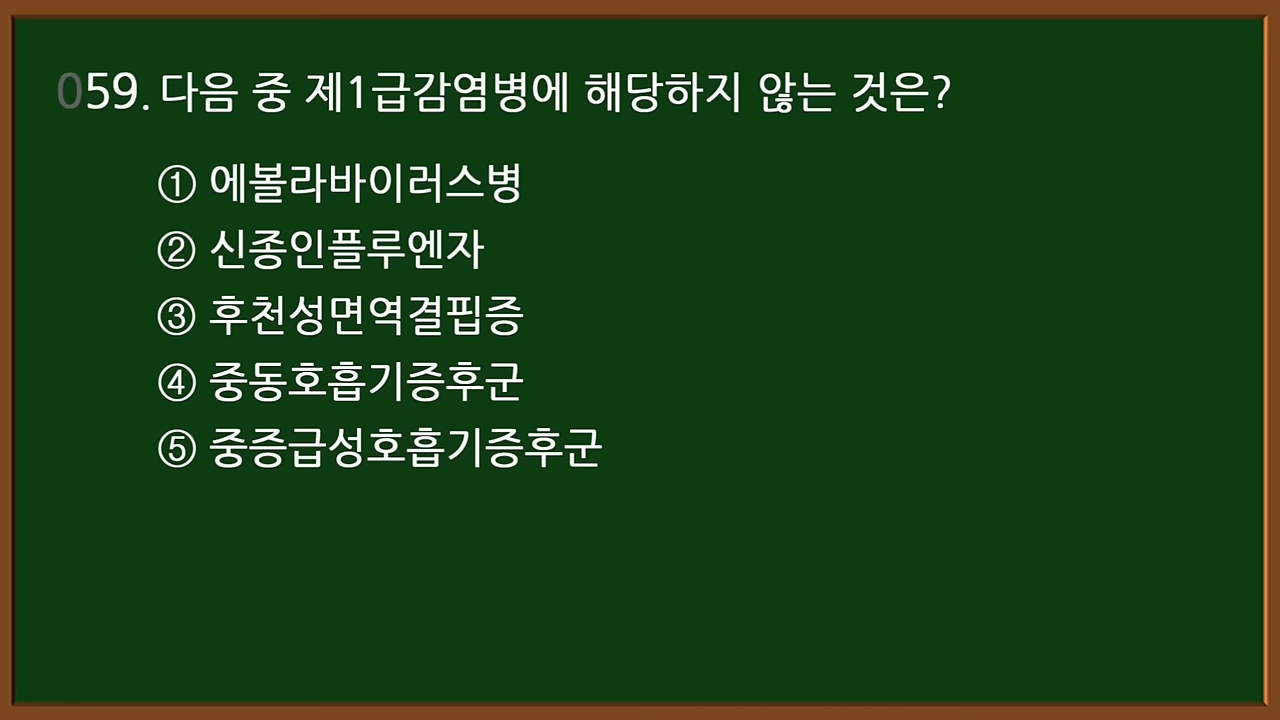 059. 다음 중 제1급감염병에 해당하지 않는 것은?
① 에볼라바이러스병
② 신종인플루엔자
③ 후천성면역결핍증
④ 중동호흡기증후군
⑤ 중증급성호흡기증후군